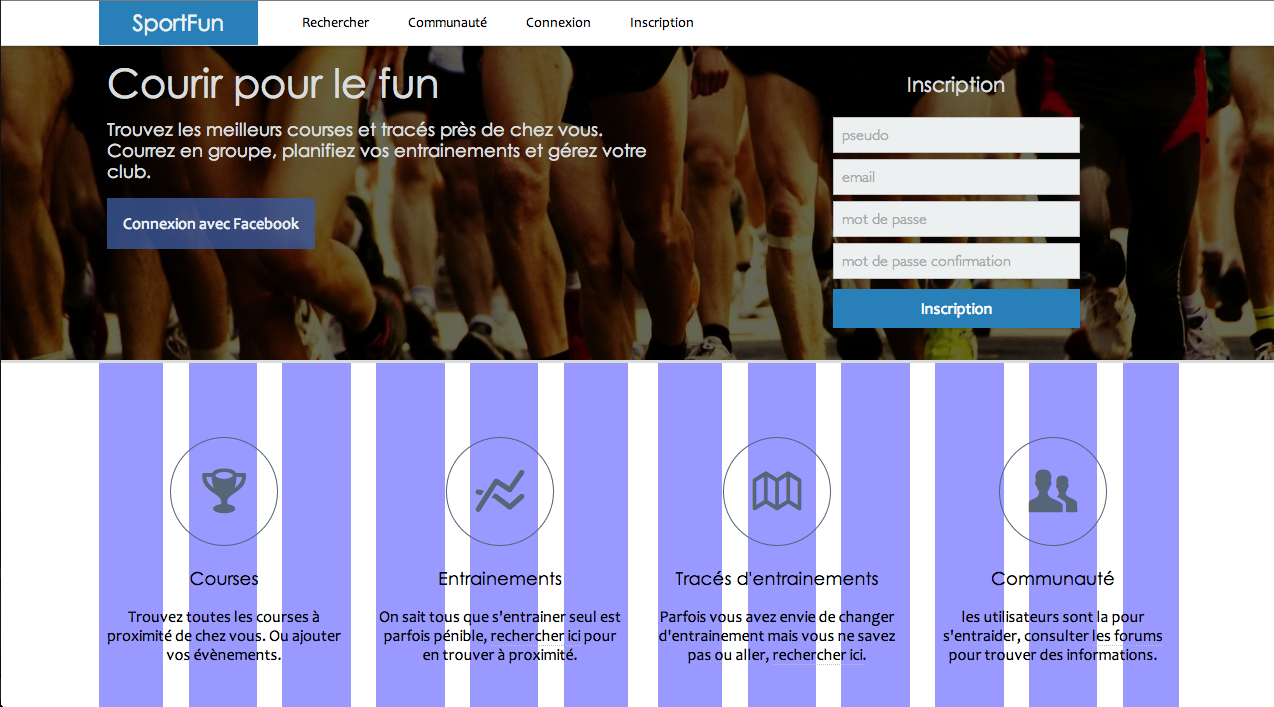 SportFun
Rechercher
Communauté
Connexion
Inscription
Courir pour le fun
Trouvez les meilleurs courses et tracés près de chez vous.
Courrez en groupe, planifiez vos entrainements et gérez votre
club.
Connexion avec Facebook
Inscription
pseudo
email
mot de passe
mot de passe confirmation
Inscription
Courses
Trouvez toutes les courses à
proximité de chez vous. Ou ajouter
vos évènements.
Entrainements
On sait tous que s'entrainer seul est
parfois pénible, rechercher ici pour
en trouver à proximité.
Tracés d'entrainements
Parfois vous avez envie de changer
d'entrainement mais vous ne savez
pas ou aller, rechercher ici.
Communauté
les utilisateurs sont la pour
s'entraider, consulter les forums
pour trouver des informations.